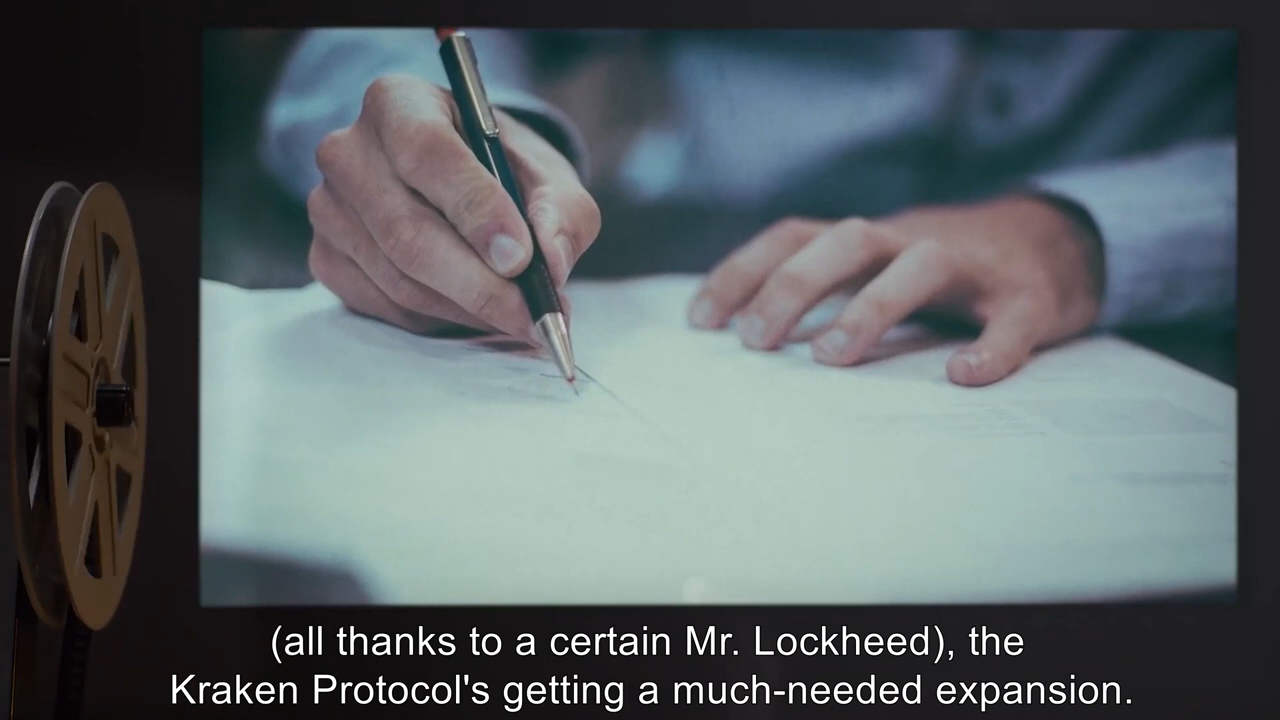 (all thanks to a certain Mr. Lockheed), the
Kraken Protocol's getting a much-needed expansion.